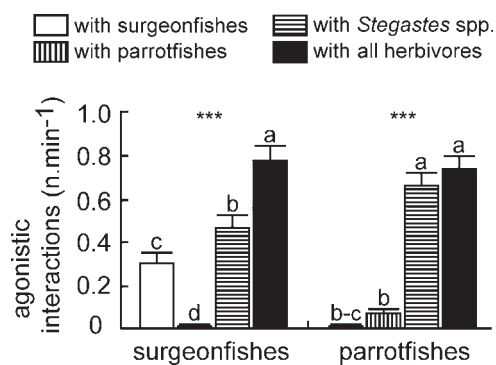 with surgeonfishes
with Stegastes spp.
with parrotfishes
with all herbivores
agonistic
interactions (n.min-1)
1.0
0.8
0.6
0.4
0.2
0
***
***
c
d
b
a
b-c
b
a
a
surgeonfishes
parrotfishes